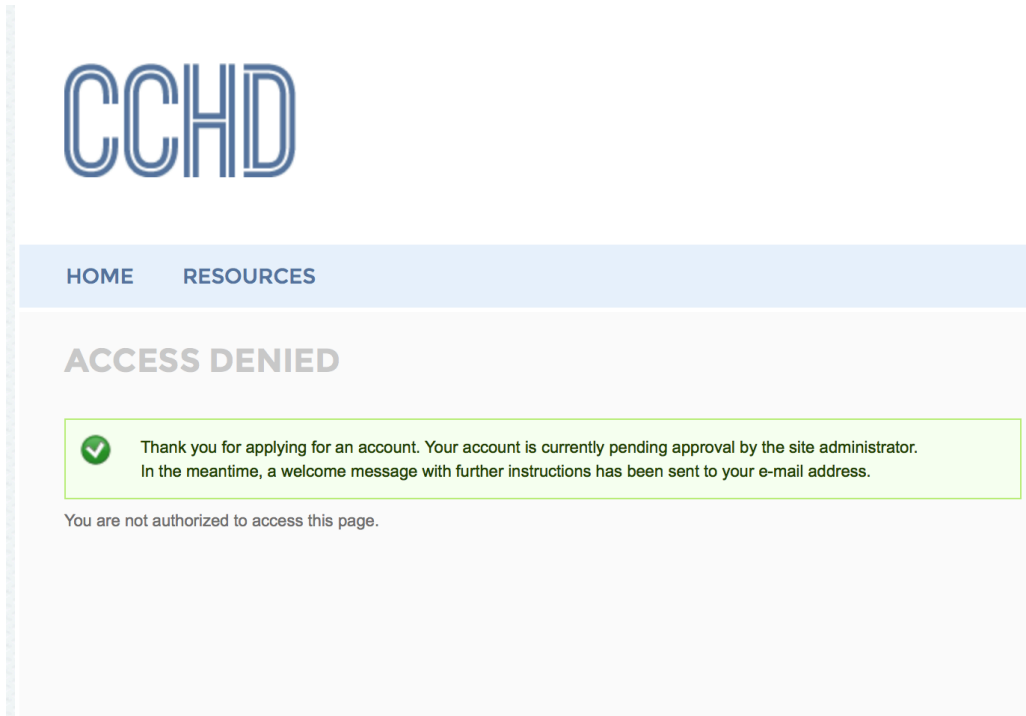 CCHD
HOME RESOURCES
ACCESS DENIED
Thank you for applying for an account. Your account is currently pending approval by the site administrator.
In the meantime, a welcome message with further instructions has been sent to your e-mail address.
You are not authorized to access this page.